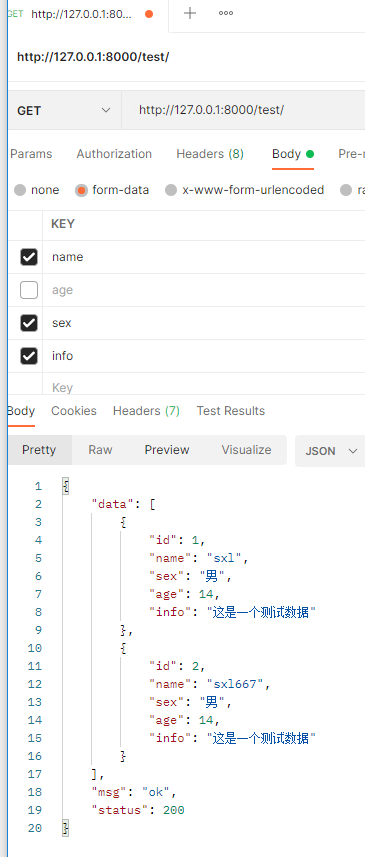 GET http://127.0.0.1:80...
http://127.0.0.1:8000/test/
GET http://127.0.0.1:8000/test/
Params Authorization Headers (8) Body Pre-r
none form-data x-www-form-urlencoded ra
KEY
name
age
sex
info
Key
Body Cookies Headers (7) Test Results
Pretty Raw Preview Visualize JSON
1 {
2 "data": [
3 {
4 "id": 1,
5 "name": "sxl",
6 "sex": "男",
7 "age": 14,
8 "info": "这是一个测试数据"
9 },
10 {
11 "id": 2,
12 "name": "sxl667",
13 "sex": "男",
14 "age": 14,
15 "info": "这是一个测试数据"
16 }
17 ],
18 "msg": "ok",
19 "status": 200
20 }